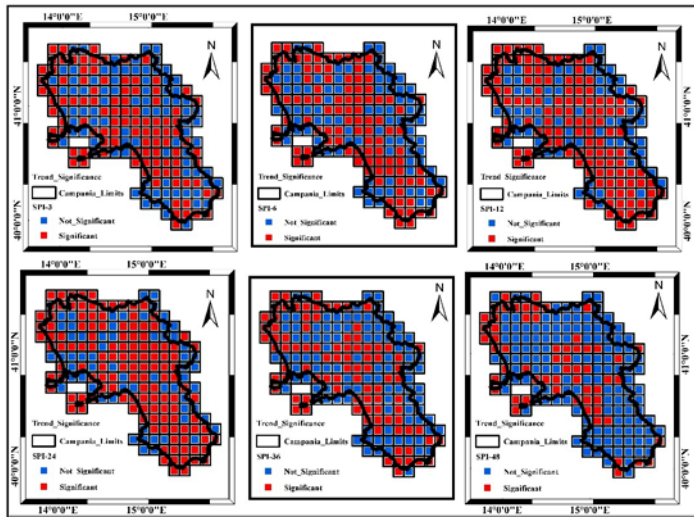 14°0'0"E 15°0'0"E
14°0'0"E 15°0'0"E
N
N
N
41°0'0"N
41°0'0"N
Trend_Significance
Campania_Limits
SPI-3
Not_Significant
Significant
40°0'0"N
Trend_Significance
Campania_Limits
SPI-6
Not_Significant
Significant
Trend_Significance
Campania_Limits
SPI-12
Not_Significant
Significant
40°0'0"N
14°0'0"E 15°0'0"E
14°0'0"E 15°0'0"E
N
N
N
41°0'0"N
41°0'0"N
Trend_Significance
Campania_Limits
SPI-24
Not_Significant
Significant
40°0'0"N
Trend_Significance
Campania_Limits
SPI-36
Not_Significant
Significant
Trend_Significance
Campania_Limits
SPI-48
Not_Significant
Significant
40°0'0"N
14°0'0"E 15°0'0"E
14°0'0"E 15°0'0"E